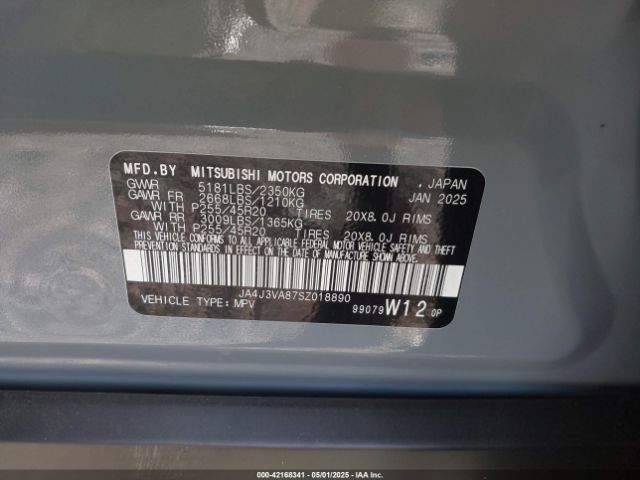 MFD.BY MITSUBISHI MOTORS CORPORATION . JAPAN
GVWR 5181LBS/2350KG JAN 2025
GAWR FR 2668LBS/1210KG
WITH P255/45R20 TIRES 20X8.0J RIMS
GAWR RR 3009LBS/1365KG
WITH P255/45R20 TIRES 20X8.0J RIMS
THIS VEHICLE CONFORMS TO ALL APPLICABLE FEDERAL MOTOR VEHICLE SAFETY AND THEFT
PREVENTION STANDARDS IN EFFECT ON THE DATE OF MANUFACTURE SHOWN ABOVE.
JA4J3VA87SZ018890
VEHICLE TYPE:MPV 99079 W12 0P
000-42168341 - 05/01/2025 - IAA Inc.